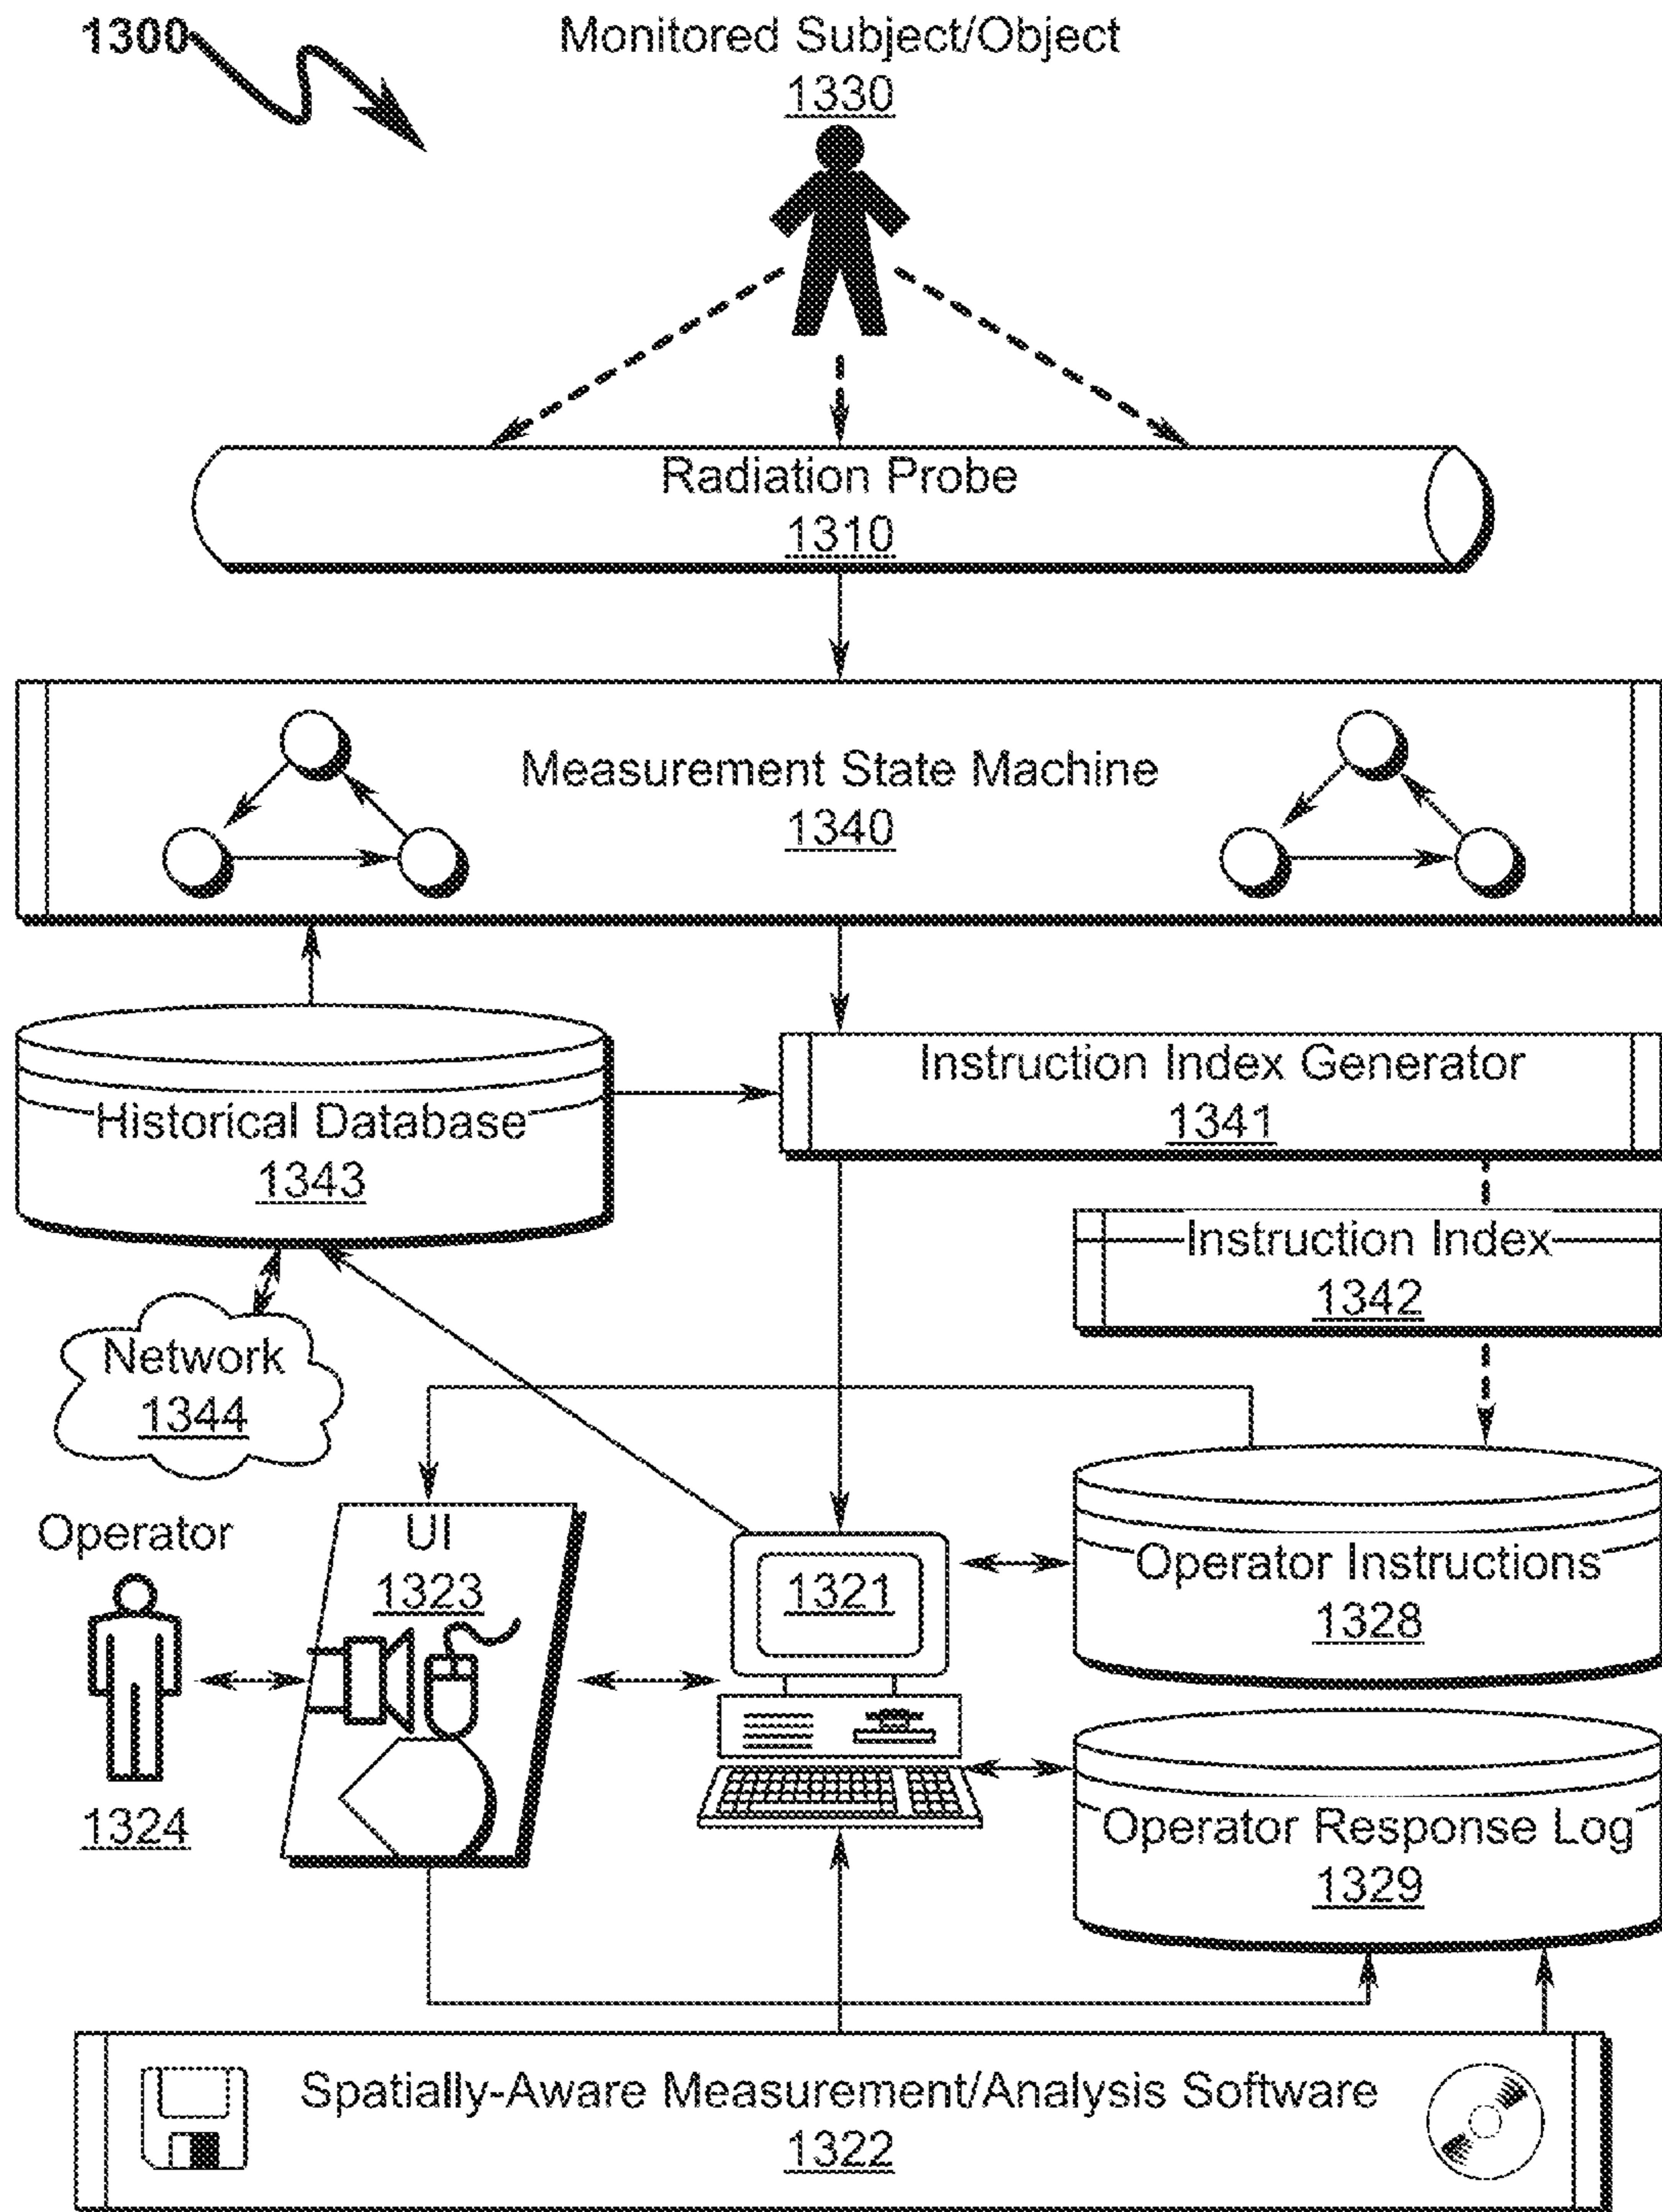 1300
Monitored Subject/Object
1330
Radiation Probe
1310
Measurement State Machine
1340
Instruction Index Generator
1341
Historical Database
1343
Instruction Index
1342
Network
1344
Operator
UI
1323
1321
Operator Instructions
1328
1324
Operator Response Log
1329
Spatially-Aware Measurement/Analysis Software
1322